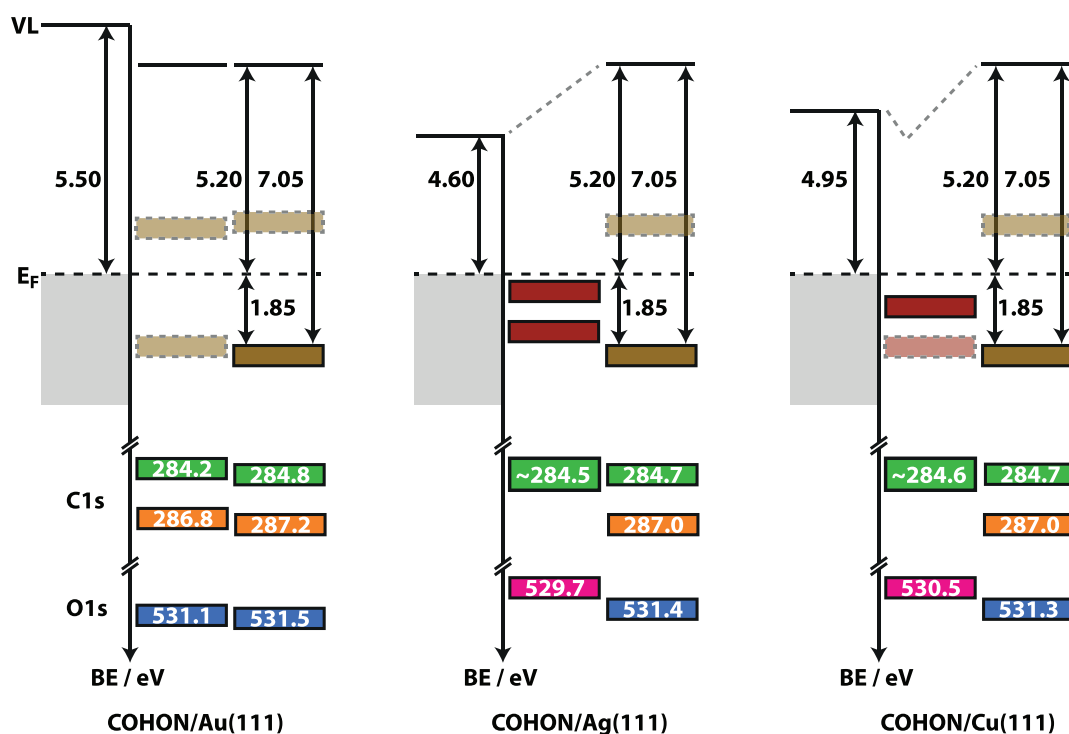 VL
5.50
5.20 7.05
4.60
5.20 7.05
4.95
5.20 7.05
EF
1.85
1.85
1.85
C1s
284.2
284.8
~284.5
284.7
~284.6
284.7
286.8
287.2
287.0
287.0
O1s
531.1
531.5
529.7
531.4
530.5
531.3
BE / eV
BE / eV
BE / eV
COHON/Au(111)
COHON/Ag(111)
COHON/Cu(111)